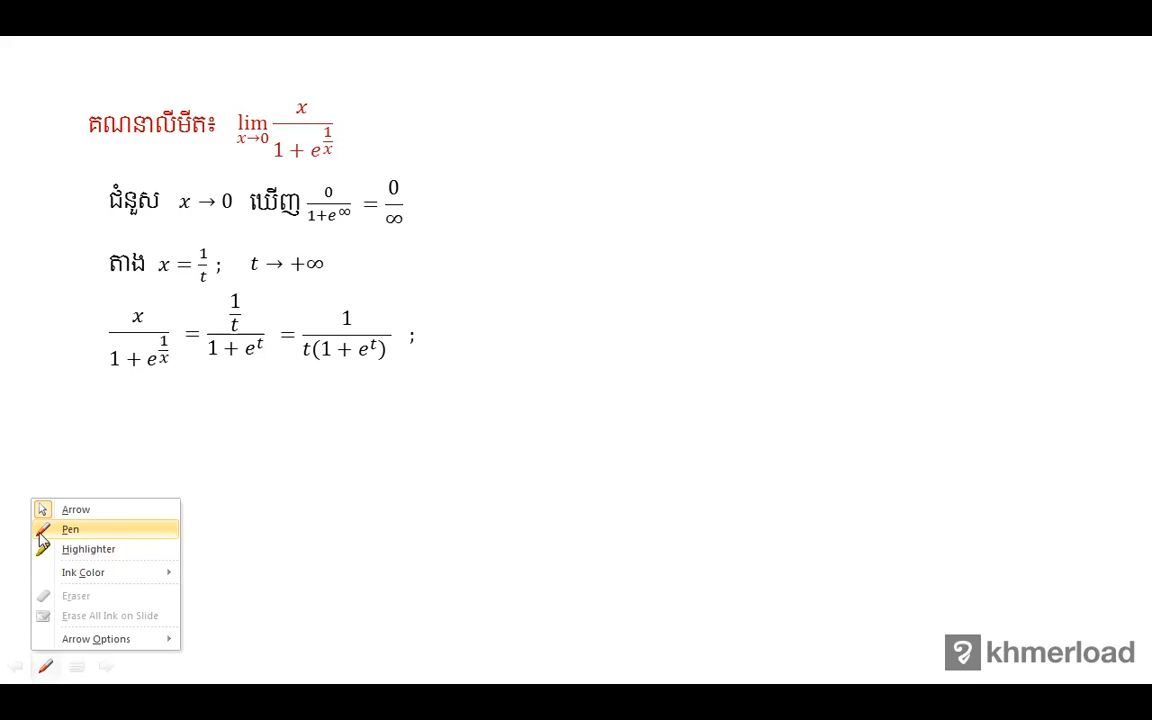 គណនាលីមីត៖ lim x→0 x / 1 + e^(1/x)
ជំនួស x → 0 ឃើញ 0 / 1+e^∞ = 0 / ∞
តាង x = 1/t ; t → +∞
x / 1 + e^(1/x) = 1/t / 1 + e^t = 1 / t(1 + e^t) ;
Arrow
Pen
Highlighter
Ink Color
Eraser
Erase All Ink on Slide
Arrow Options
khmerload